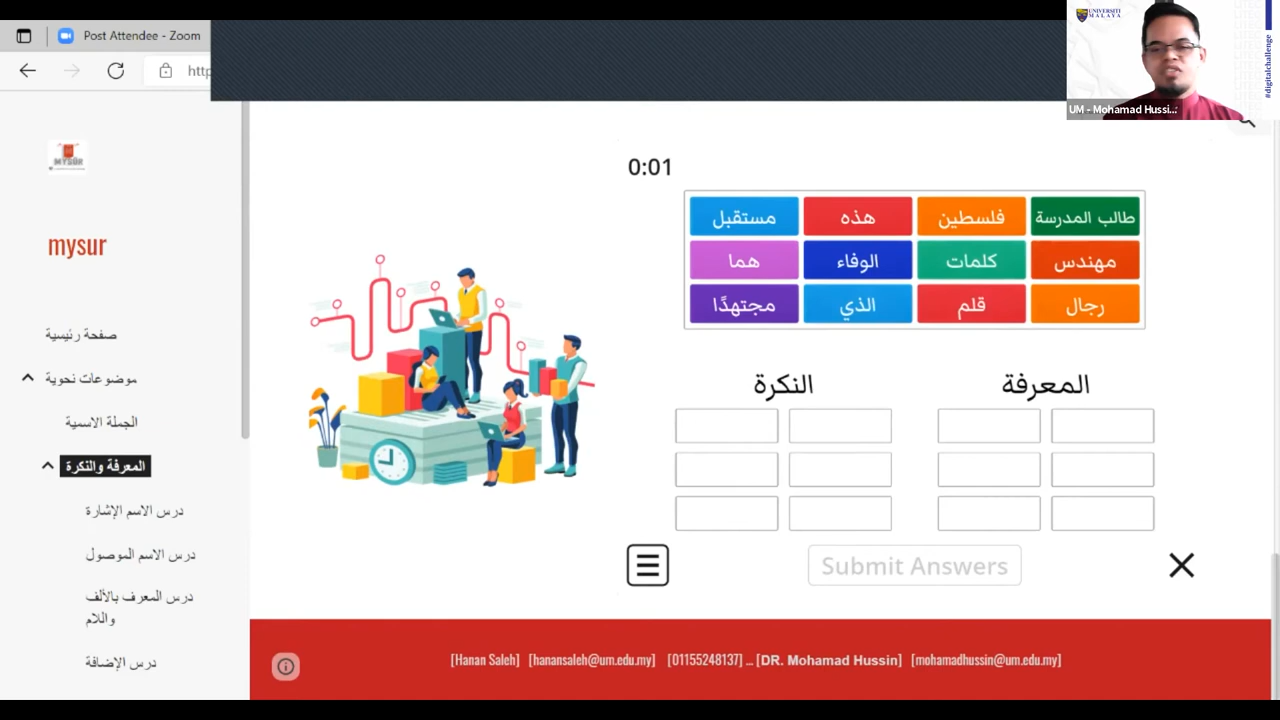 Post Attendee - Zoom
http
UNIVERSITI
MALAYA
#digitalchallenge
UM - Mohamad Hussi...
MYSUR
mysur
صفحة رئيسية
موضوعات نحوية
الجملة الاسمية
المعرفة والنكرة
درس الاسم الإشارة
درس الاسم الموصول
درس المعرف بالألف
واللام
درس الإضافة
0:01
طالب المدرسة فلسطين هذه مستقبل
مهندس كلمات الوفاء هما
رجال قلم الذي مجتهدًا
المعرفة النكرة
Submit Answers
[Hanan Saleh] [hanansaleh@um.edu.my] [01155248137] ... [DR. Mohamad Hussin] [mohamadhussin@um.edu.my]